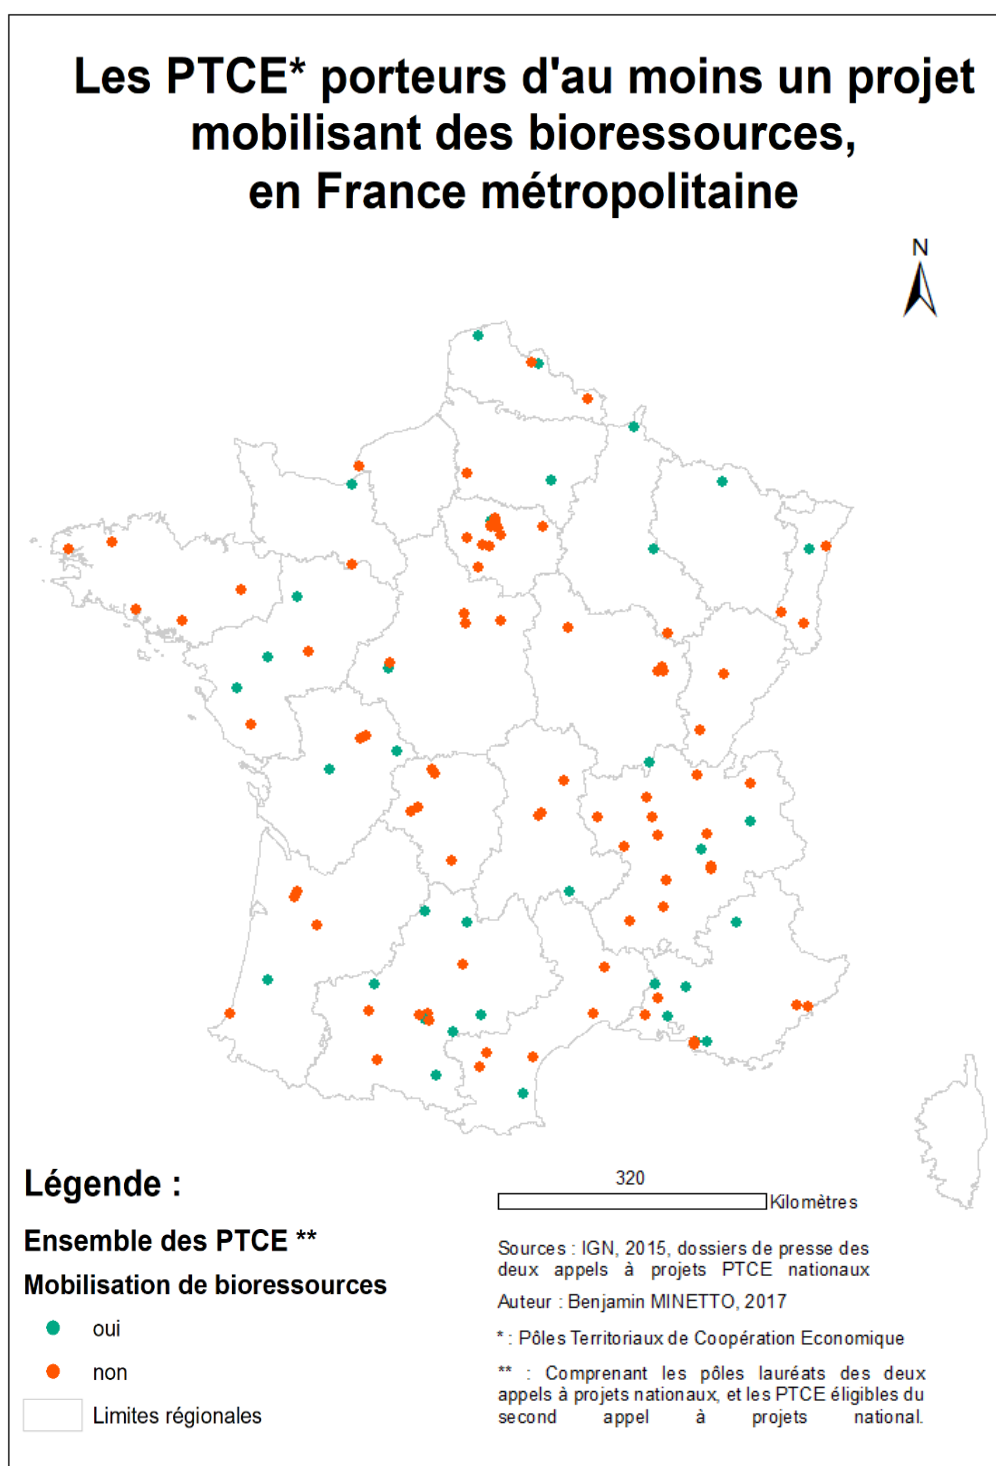 Les PTCE* porteurs d'au moins un projet
mobilisant des bioressources,
en France métropolitaine
N
Légende :
Ensemble des PTCE **
Mobilisation de bioressources
oui
non
Limites régionales
320
Kilomètres
Sources : IGN, 2015, dossiers de presse des
deux appels à projets PTCE nationaux
Auteur : Benjamin MINETTO, 2017
* : Pôles Territoriaux de Coopération Economique
** : Comprenant les pôles lauréats des deux
appels à projets nationaux, et les PTCE éligibles du
second appel à projets national.